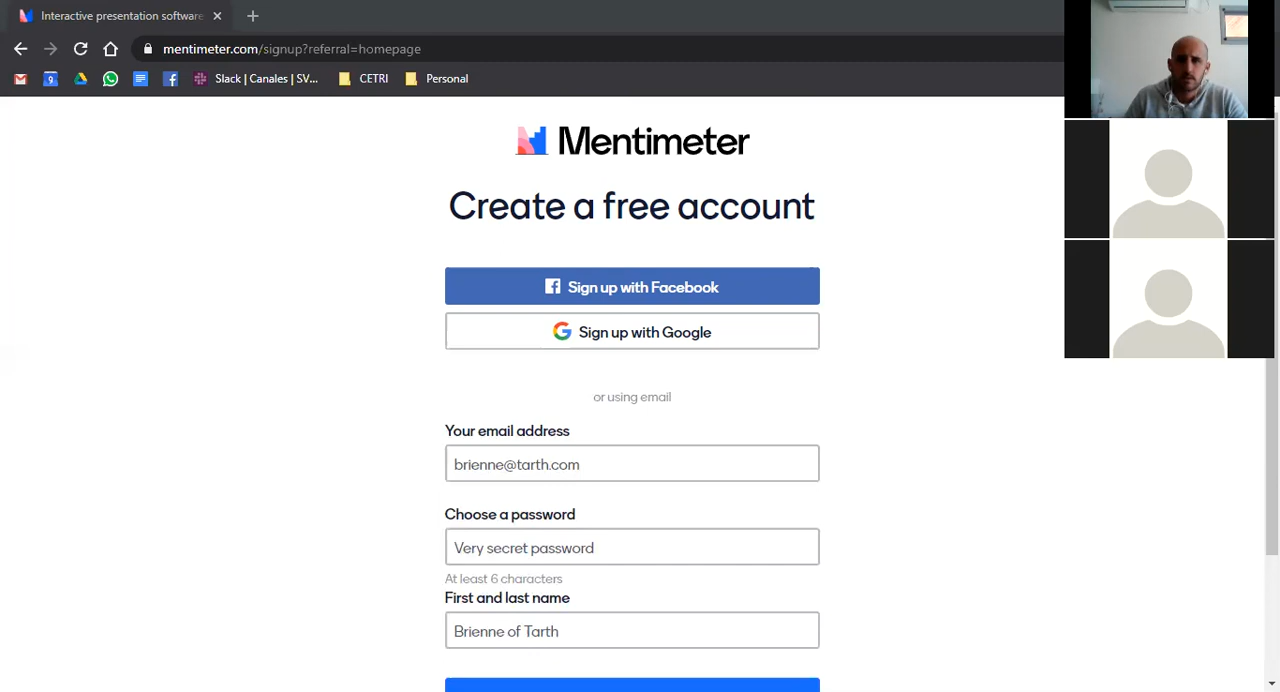 Interactive presentation software
mentimeter.com/signup?referral=homepage
9
Slack | Canales | SV...
CETRI
Personal
Mentimeter
Create a free account
Sign up with Facebook
Sign up with Google
or using email
Your email address
brienne@tarth.com
Choose a password
Very secret password
At least 6 characters
First and last name
Brienne of Tarth